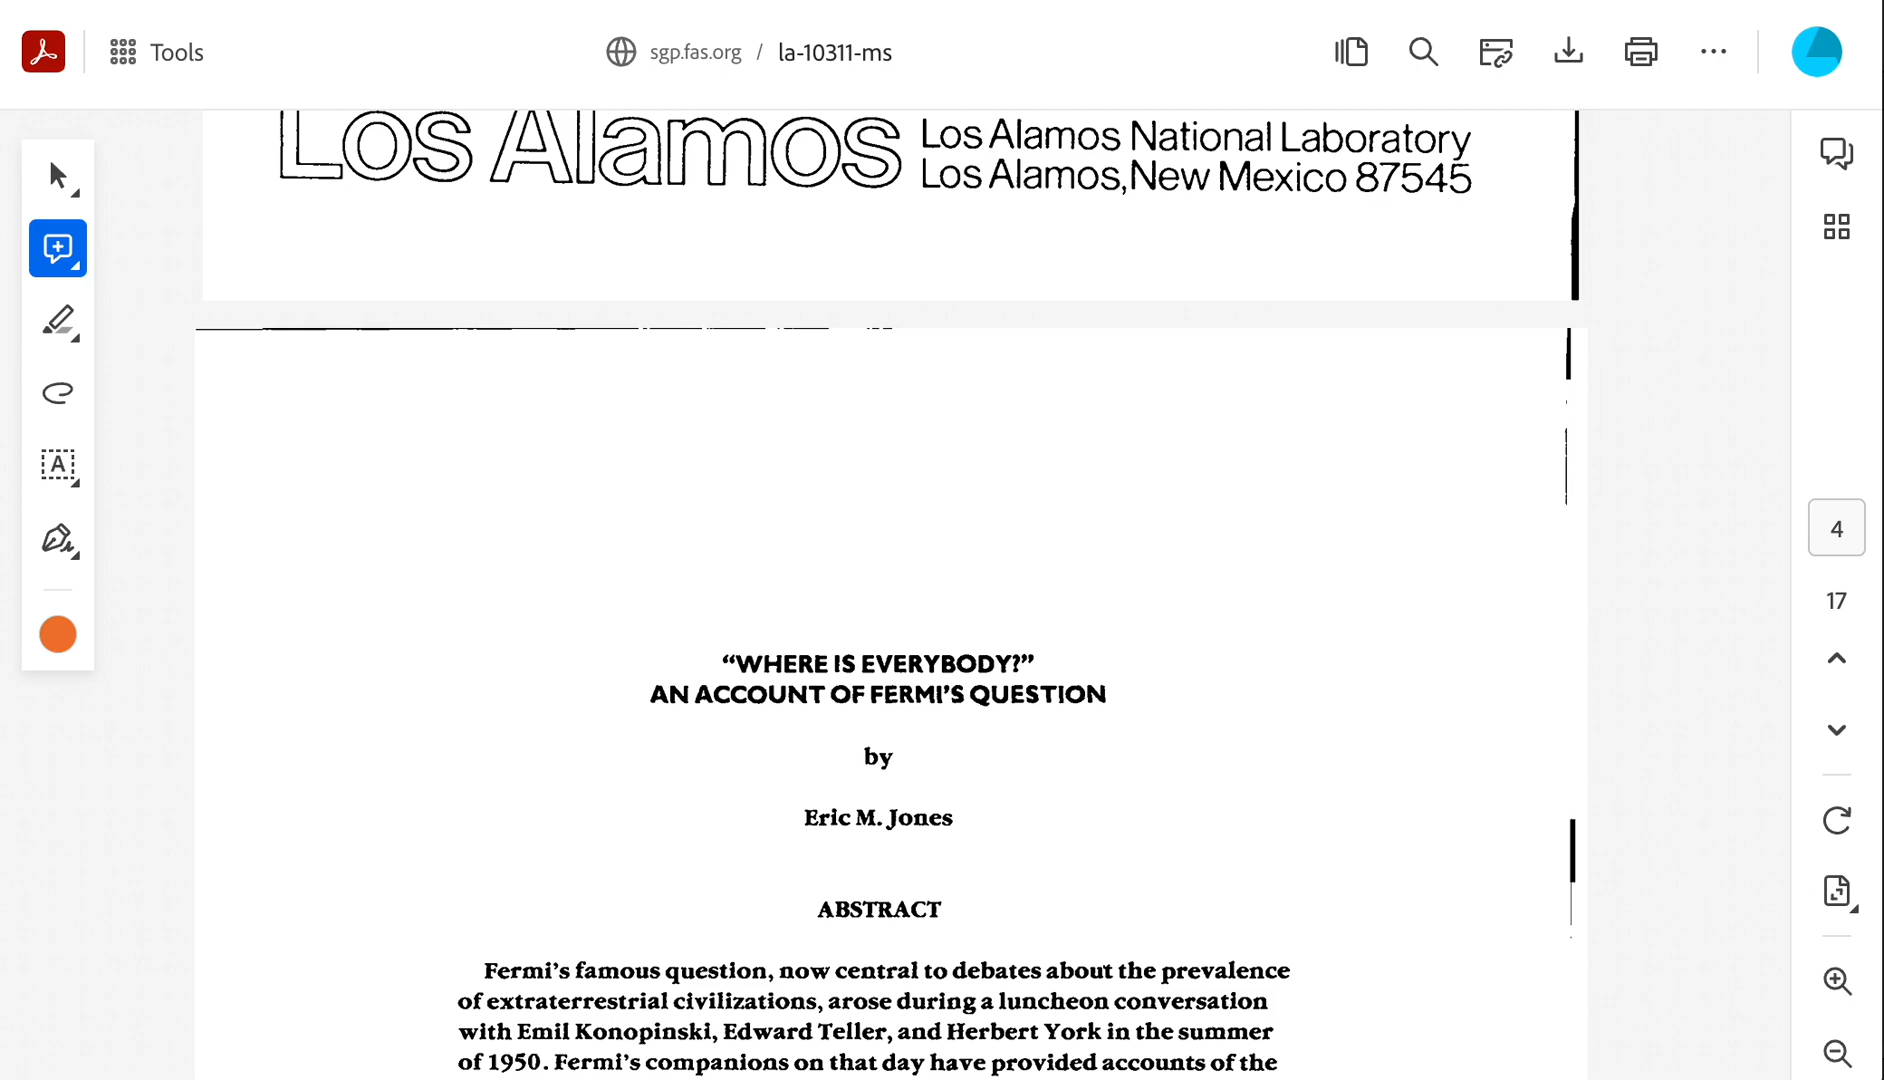 Tools
sgp.fas.org / la-10311-ms
Los Alamos
Los Alamos National Laboratory
Los Alamos, New Mexico 87545
A
4
17
“WHERE IS EVERYBODY?”
AN ACCOUNT OF FERMI’S QUESTION
by
Eric M. Jones
ABSTRACT
Fermi’s famous question, now central to debates about the prevalence
of extraterrestrial civilizations, arose during a luncheon conversation
with Emil Konopinski, Edward Teller, and Herbert York in the summer
of 1950. Fermi’s companions on that day have provided accounts of the